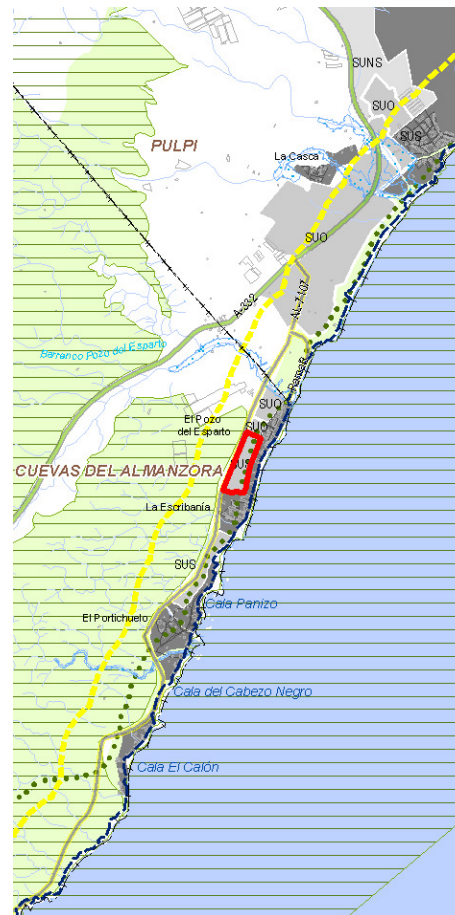 SUNS
SUO
SUS
PULPI
La Casca
SUO
A-332
AL-7107
Barranco Pozo del Esparto
SUO
El Pozo
del Esparto
SUO
CUEVAS DEL ALMANZORA
SUS
La Escribanía
SUS
Cala Panizo
El Portichuelo
Cala del Cabezo Negro
Cala El Calón